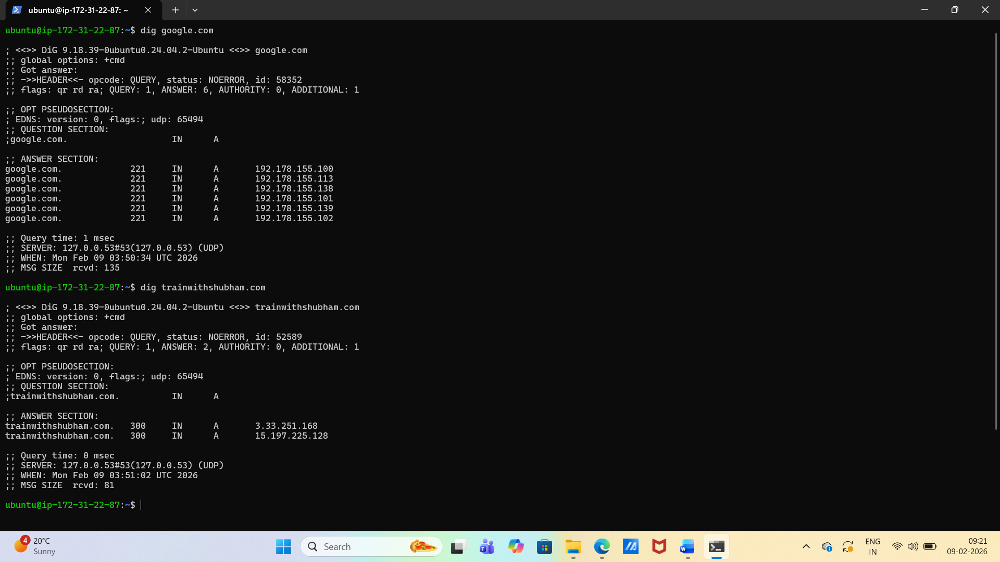 ubuntu@ip-172-31-22-87: ~
ubuntu@ip-172-31-22-87:~$ dig google.com
; <<>> DiG 9.18.39-0ubuntu0.24.04.2-Ubuntu <<>> google.com
;; global options: +cmd
;; Got answer:
;; ->>HEADER<<- opcode: QUERY, status: NOERROR, id: 58352
;; flags: qr rd ra; QUERY: 1, ANSWER: 6, AUTHORITY: 0, ADDITIONAL: 1
;; OPT PSEUDOSECTION:
; EDNS: version: 0, flags:; udp: 65494
;; QUESTION SECTION:
;google.com.                    IN      A
;; ANSWER SECTION:
google.com.             221     IN      A       192.178.155.100
google.com.             221     IN      A       192.178.155.113
google.com.             221     IN      A       192.178.155.138
google.com.             221     IN      A       192.178.155.101
google.com.             221     IN      A       192.178.155.139
google.com.             221     IN      A       192.178.155.102
;; Query time: 1 msec
;; SERVER: 127.0.0.53#53(127.0.0.53) (UDP)
;; WHEN: Mon Feb 09 03:50:34 UTC 2026
;; MSG SIZE  rcvd: 135
ubuntu@ip-172-31-22-87:~$ dig trainwithshubham.com
; <<>> DiG 9.18.39-0ubuntu0.24.04.2-Ubuntu <<>> trainwithshubham.com
;; global options: +cmd
;; Got answer:
;; ->>HEADER<<- opcode: QUERY, status: NOERROR, id: 52589
;; flags: qr rd ra; QUERY: 1, ANSWER: 2, AUTHORITY: 0, ADDITIONAL: 1
;; OPT PSEUDOSECTION:
; EDNS: version: 0, flags:; udp: 65494
;; QUESTION SECTION:
;trainwithshubham.com.          IN      A
;; ANSWER SECTION:
trainwithshubham.com.   300     IN      A       3.33.251.168
trainwithshubham.com.   300     IN      A       15.197.225.128
;; Query time: 0 msec
;; SERVER: 127.0.0.53#53(127.0.0.53) (UDP)
;; WHEN: Mon Feb 09 03:51:02 UTC 2026
;; MSG SIZE  rcvd: 81
ubuntu@ip-172-31-22-87:~$
4
20°C
Sunny
Search
T
W
ENG
IN
09:21
09-02-2026